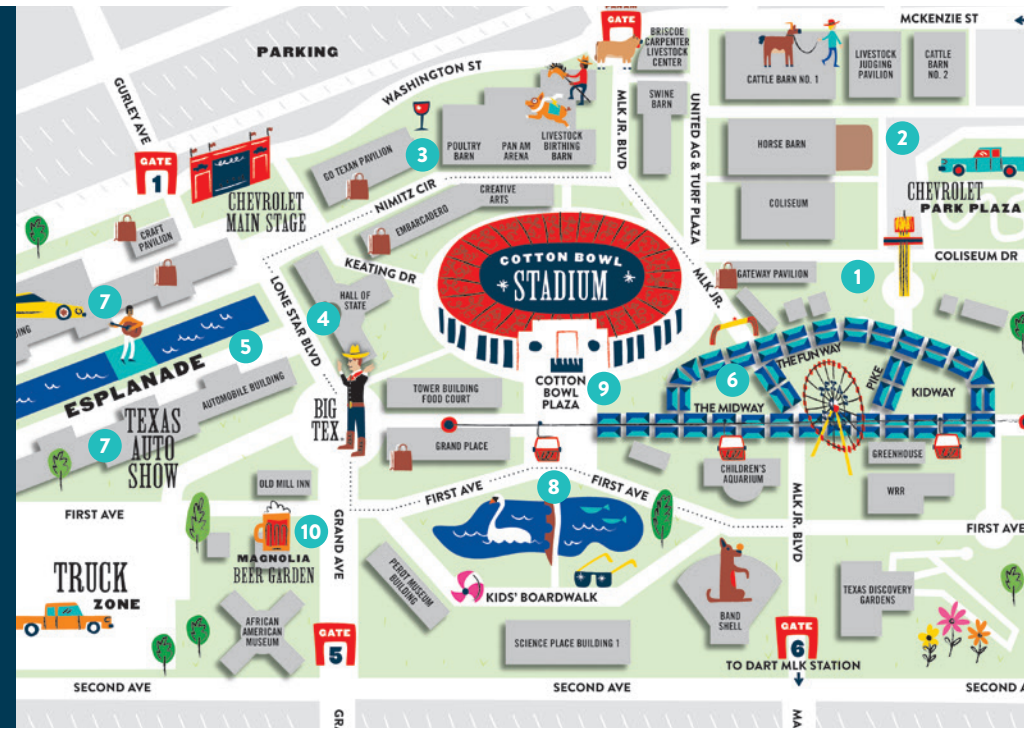 MCKENZIE ST
GATE
PARKING
BRISCOE
CARPENTER
LIVESTOCK
CENTER
CATTLE BARN NO. 1
LIVESTOCK
JUDGING
PAVILION
CATTLE
BARN
NO. 2
WASHINGTON ST
GURLEY AVE
MLK JR. BLVD
SWINE
BARN
UNITED AG & TURF PLAZA
GATE
1
CHEVROLET
MAIN STAGE
GO TEXAN PAVILION
3
POULTRY
BARN
PAN AM
ARENA
LIVESTOCK
BIRTHING
BARN
HORSE BARN
2
CHEVROLET
PARK PLAZA
COLISEUM
NIMITZ CIR
CREATIVE
ARTS
EMBARCADERO
CRAFT
PAVILION
KEATING DR
COTTON BOWL
STADIUM
MLK JR.
GATEWAY PAVILION
1
COLISEUM DR
7
LONE STAR BLVD
HALL OF
STATE
4
5
ESPLANADE
AUTOMOBILE BUILDING
TEXAS
AUTO
SHOW
7
BIG
TEX
TOWER BUILDING
FOOD COURT
GRAND PLACE
COTTON
BOWL
PLAZA
9
6
THE FUNWAY
THE MIDWAY
PIKE
KIDWAY
GREENHOUSE
CHILDREN'S
AQUARIUM
WRR
MLK JR. BLVD
OLD MILL INN
FIRST AVE
FIRST AVE
8
FIRST AVE
FIRST AVE
10
MAGNOLIA
BEER GARDEN
GRAND AVE
TRUCK
ZONE
PEROT MUSEUM
BUILDING
KIDS' BOARDWALK
BAND
SHELL
TEXAS DISCOVERY
GARDENS
AFRICAN
AMERICAN
MUSEUM
GATE
5
SCIENCE PLACE BUILDING 1
GATE
6
TO DART MLK STATION
SECOND AVE
SECOND AVE
SECOND A
GR
MA